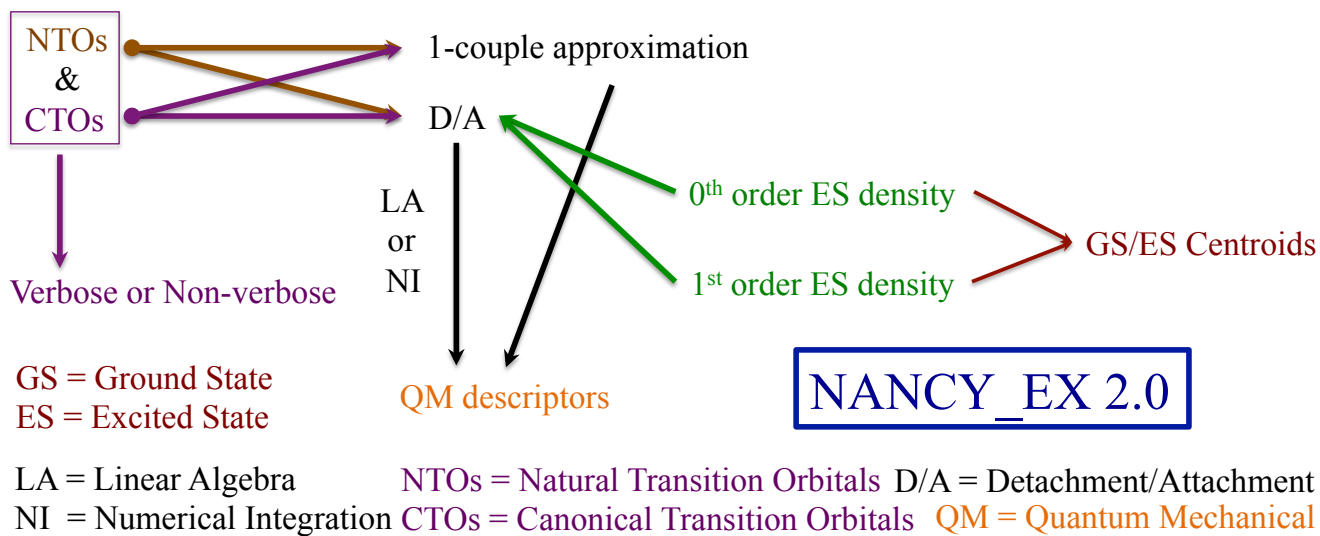 NTOs
&
CTOs
1-couple approximation
D/A
LA
or
NI
0th order ES density
1st order ES density
GS/ES Centroids
Verbose or Non-verbose
QM descriptors
NANCY_EX 2.0
GS = Ground State
ES = Excited State
LA = Linear Algebra
NI = Numerical Integration
NTOs = Natural Transition Orbitals
CTOs = Canonical Transition Orbitals
D/A = Detachment/Attachment
QM = Quantum Mechanical